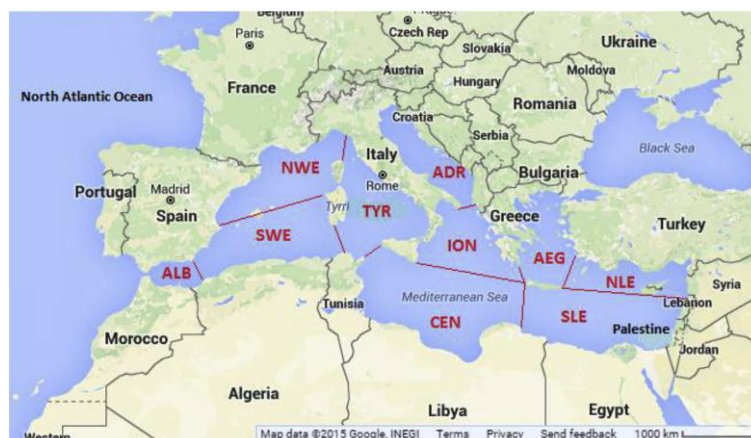 Belgium
Prague
Paris
Czech Rep
Ukraine
Slovakia
Austria
Moldova
France
Hungary
North Atlantic Ocean
Romania
Croatia
Serbia
Italy
NWE
ADR
Black Sea
Bulgaria
Portugal
Madrid
Rome
Spain
Tyrrl
TYR
Greece
Turkey
SWE
ION
AEG
ALB
NLE
Syria
Mediterranean Sea
Lebanon
Tunisia
CEN
SLE
Palestine
Morocco
Jordan
Algeria
Libya
Egypt
Western
Map data ©2015 Google, INEGI Terms Privacy Send feedback 1000 km